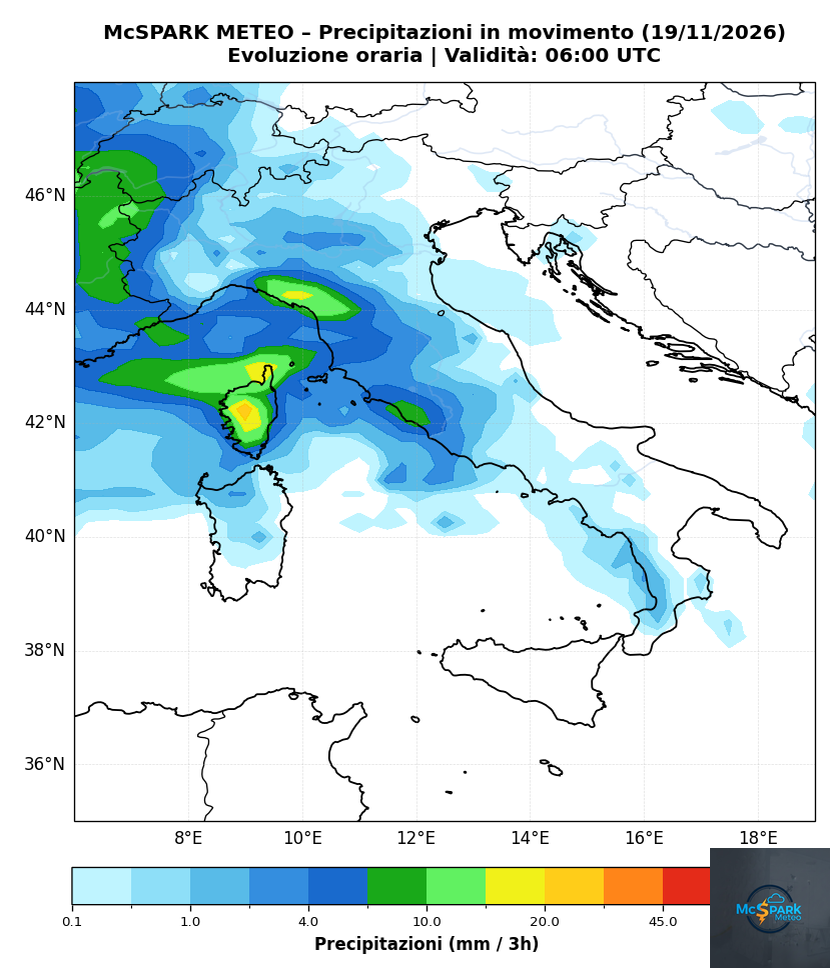 McSPARK METEO – Precipitazioni in movimento (19/11/2026)
Evoluzione oraria | Validità: 06:00 UTC
46°N
44°N
42°N
40°N
38°N
36°N
8°E 10°E 12°E 14°E 16°E 18°E
0.1 1.0 4.0 10.0 20.0 45.0
Precipitazioni (mm / 3h)
McSPARK
Meteo